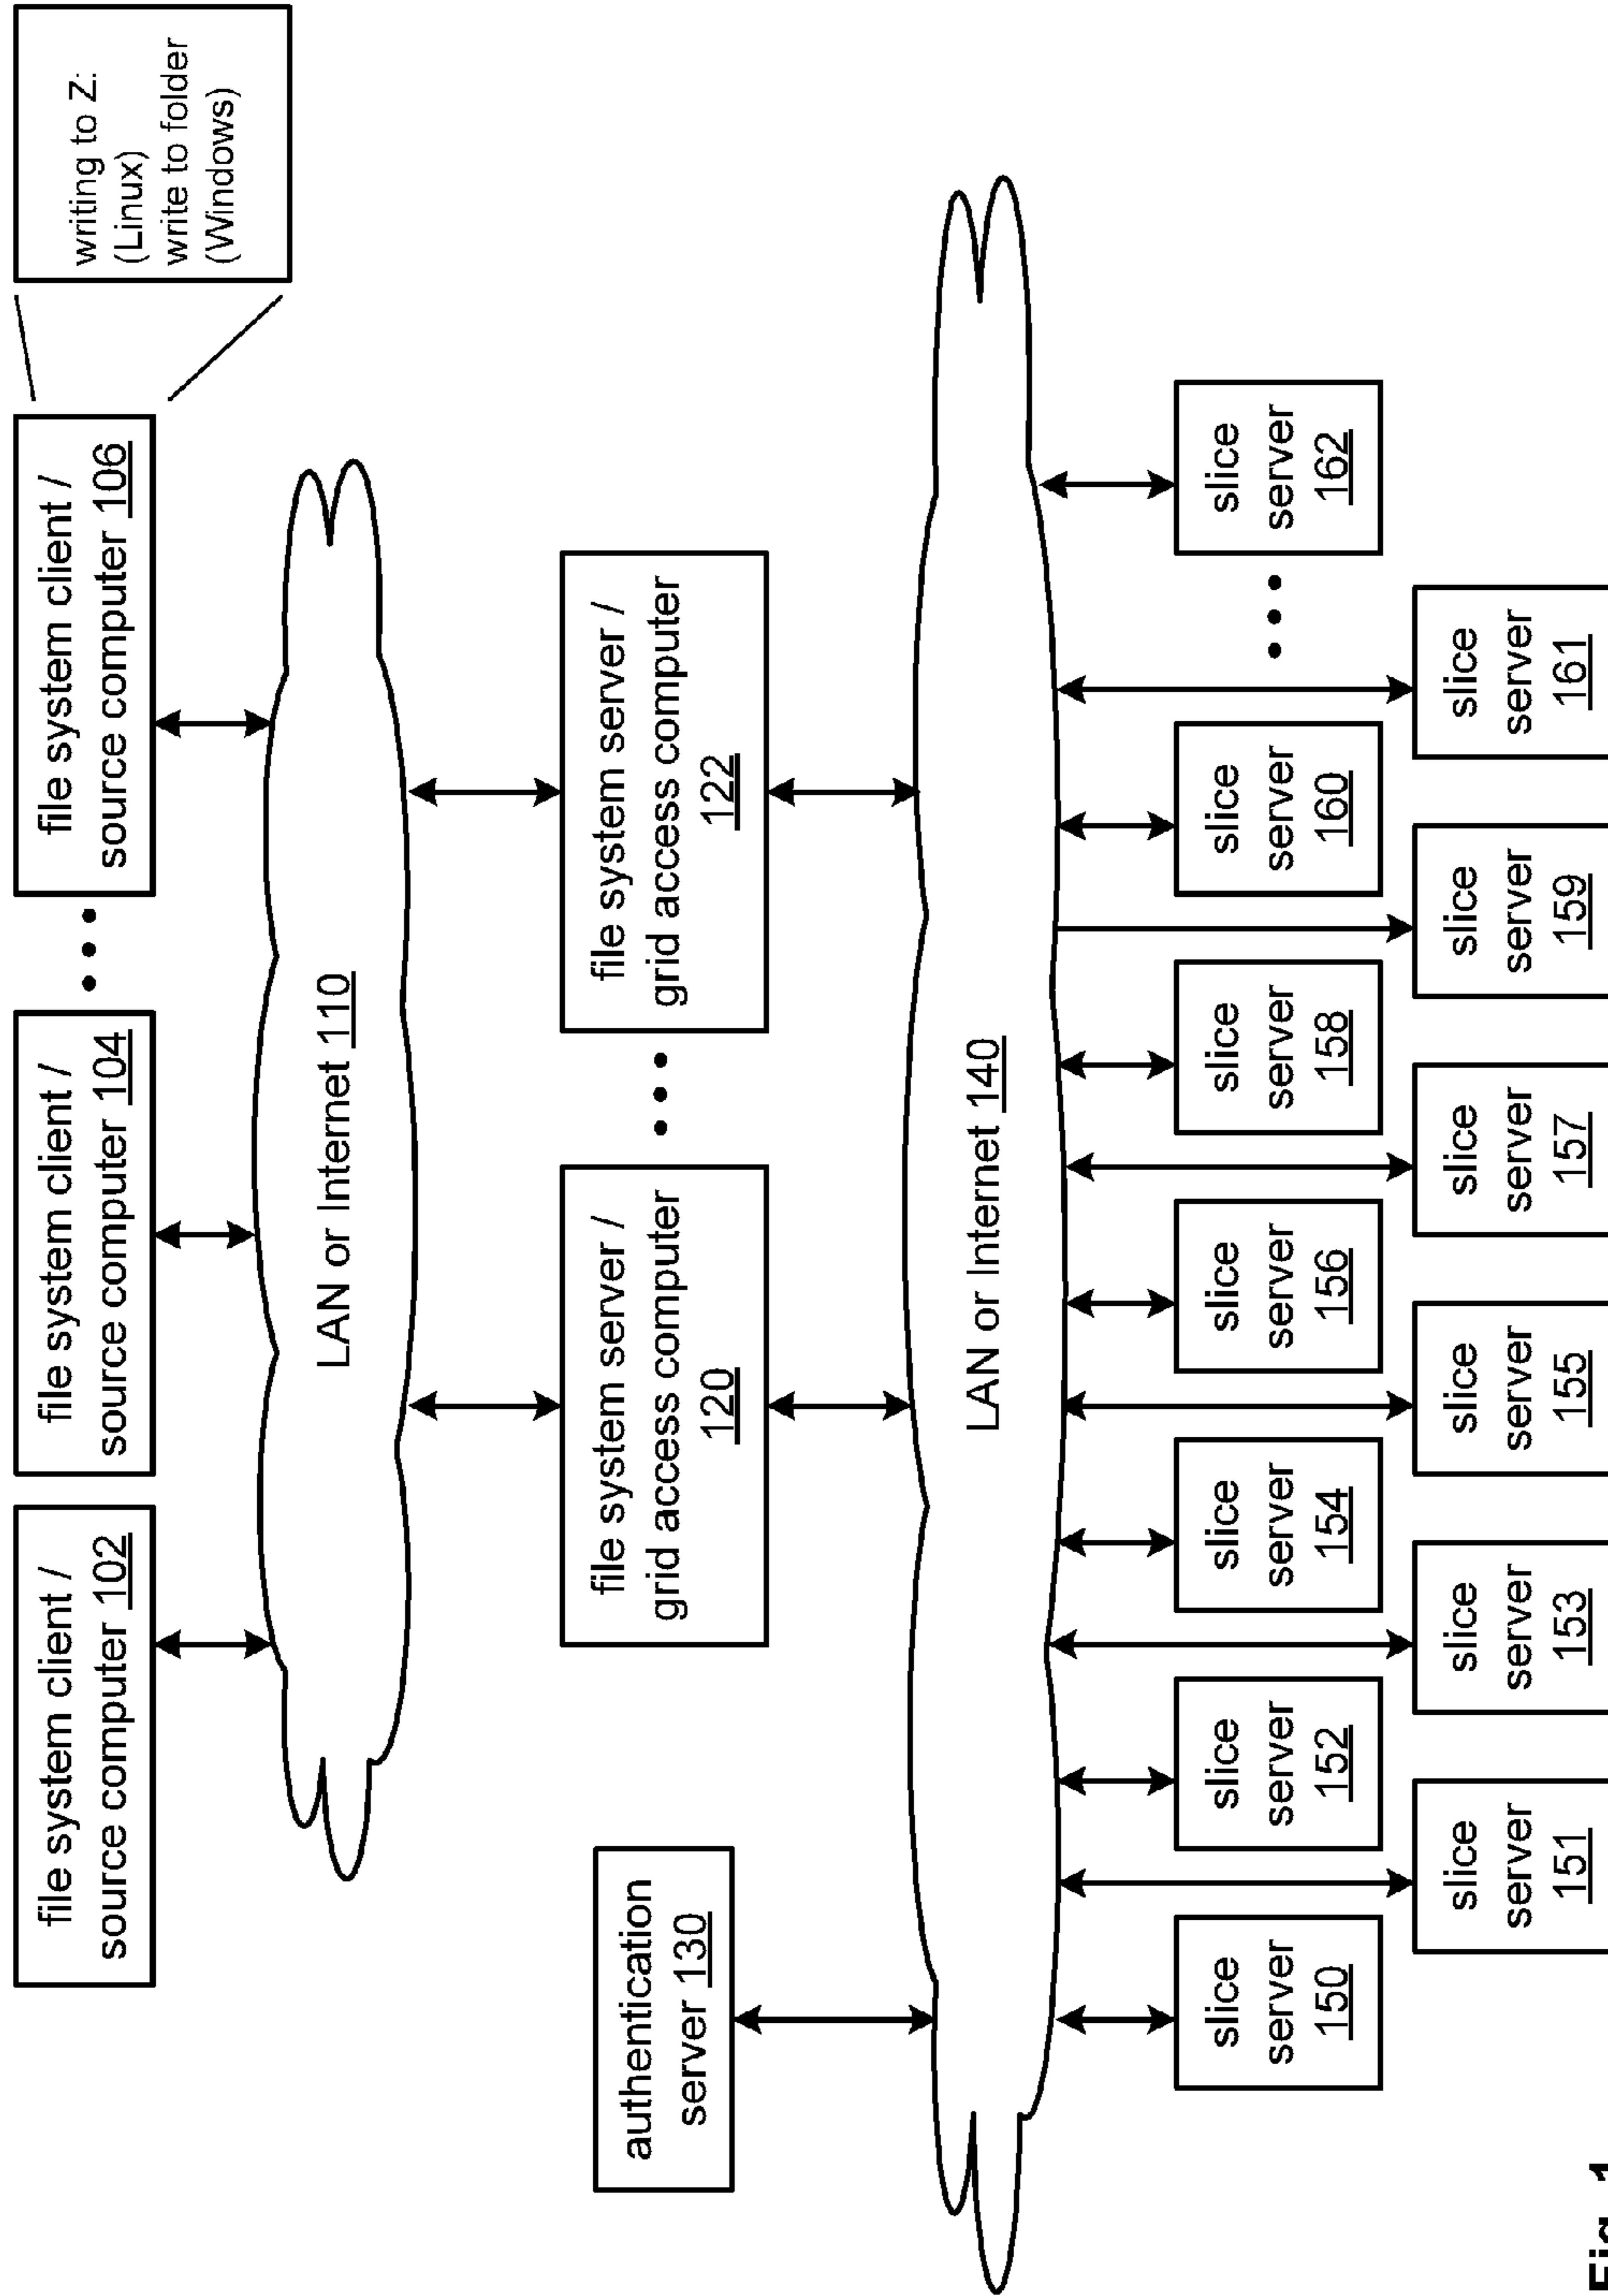 file system client /
source computer 102
file system client /
source computer 104
file system client /
source computer 106
writing to Z:
(Linux)
write to folder
(Windows)
LAN or Internet 110
authentication
server 130
file system server /
grid access computer
120
file system server /
grid access computer
122
LAN or Internet 140
slice
server
150
slice
server
152
slice
server
154
slice
server
156
slice
server
158
slice
server
160
slice
server
162
slice
server
151
slice
server
153
slice
server
155
slice
server
157
slice
server
159
slice
server
161
Fig. 1